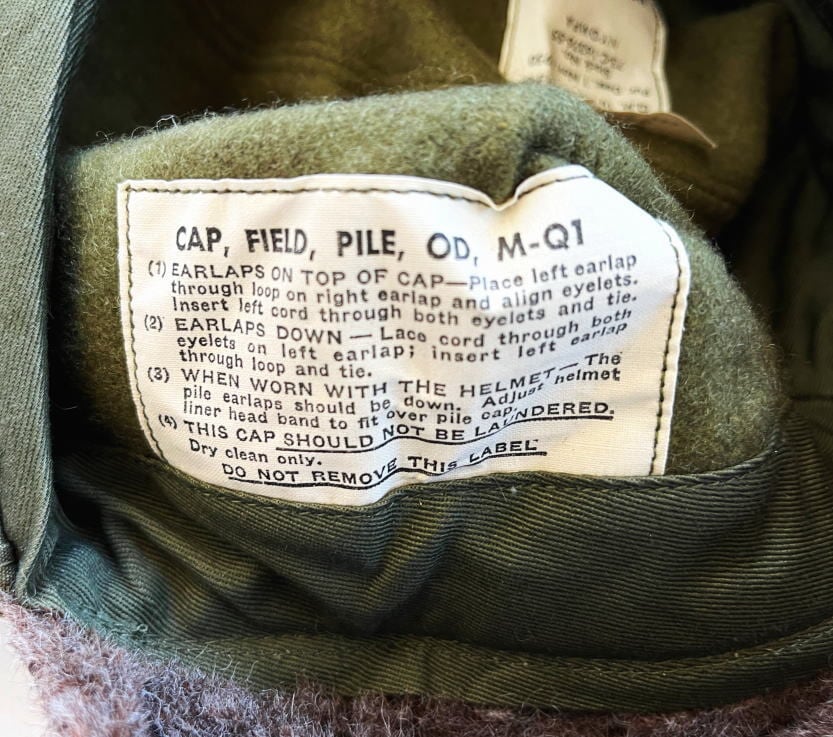 CAP, FIELD, PILE, OD, M-Q1
(1) EARLAPS ON TOP OF CAP—Place left earlap
through loop on right earlap and align eyelets.
Insert left cord through both eyelets and tie.
(2) EARLAPS DOWN — Lace cord through both
eyelets on left earlap; insert left earlap
through loop and tie.
(3) WHEN WORN WITH THE HELMET—The
pile earlaps should be down. Adjust helmet
liner head band to fit over pile cap.
(4) THIS CAP SHOULD NOT BE LAUNDERED.
Dry clean only.
DO NOT REMOVE THIS LABEL